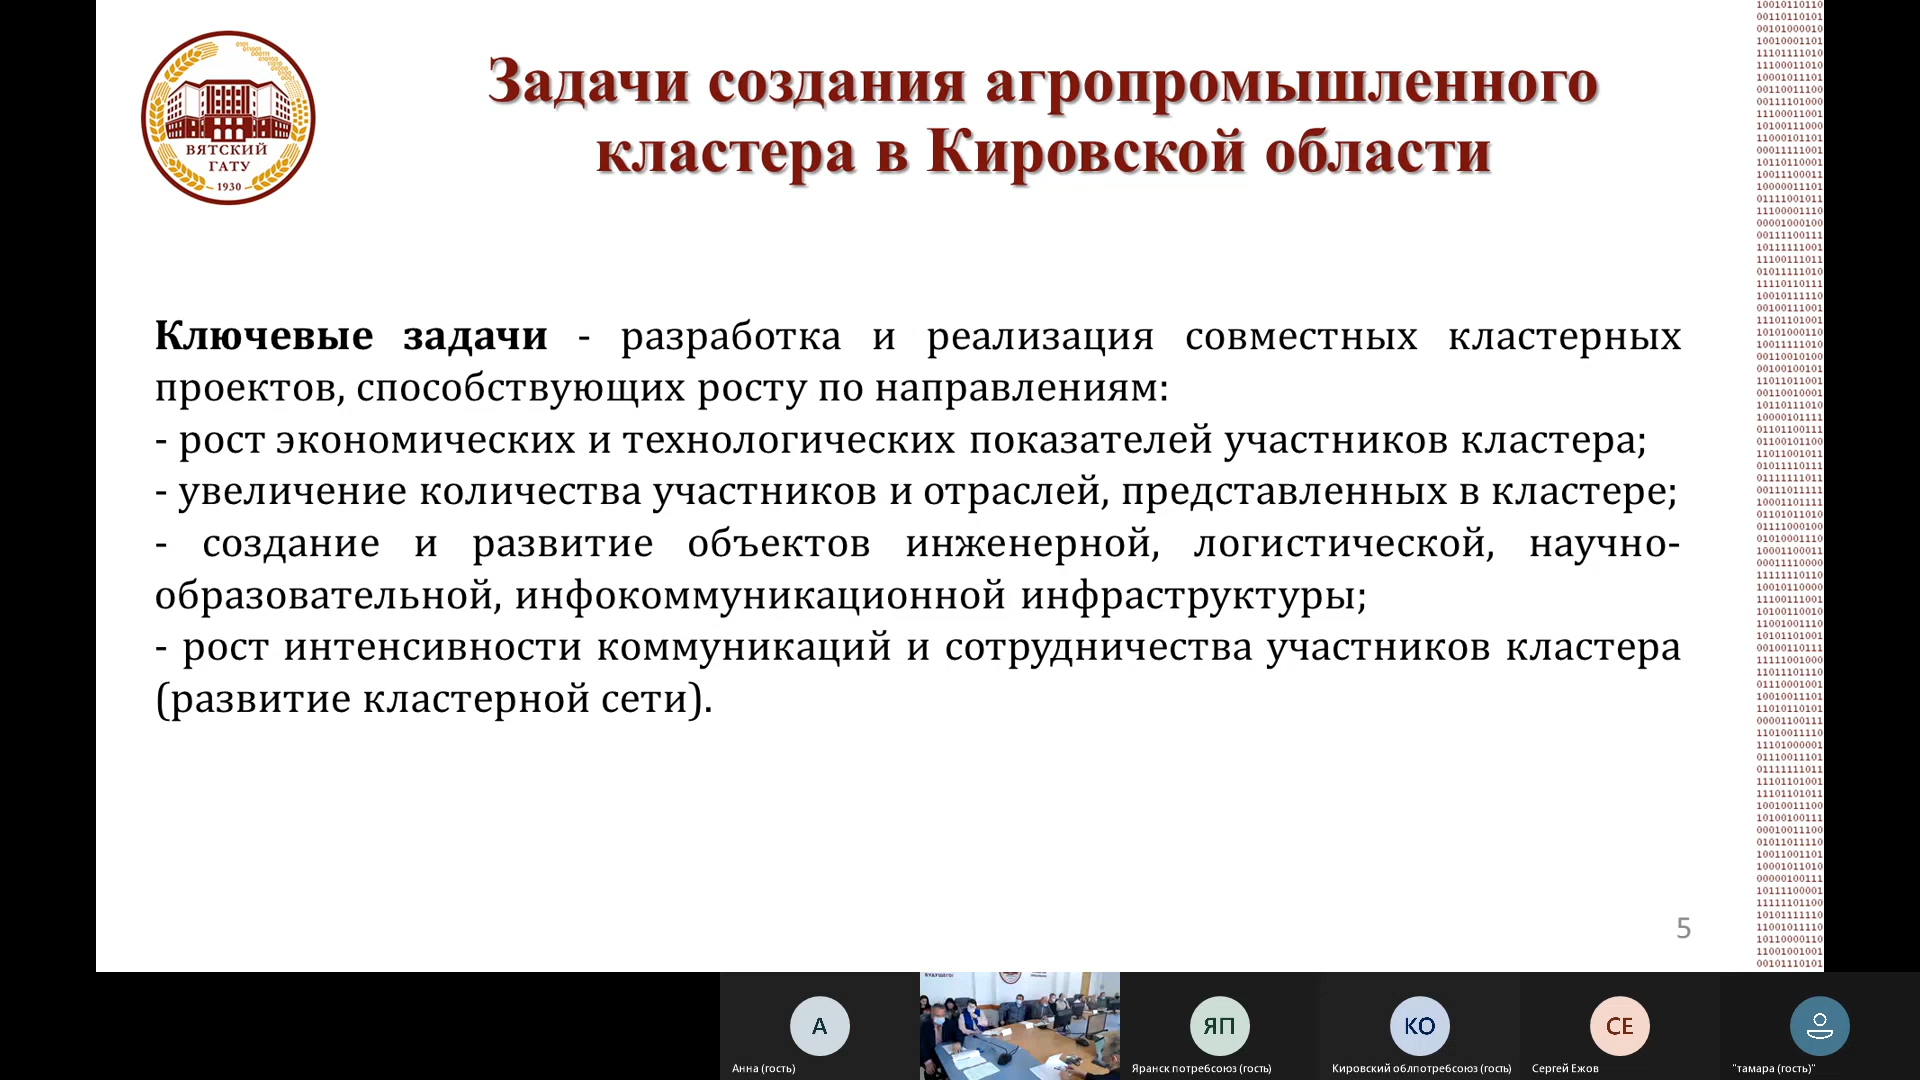 Задачи создания агропромышленного
кластера в Кировской области
ВЯТСКИЙ
ГАТУ
1930
Ключевые задачи - разработка и реализация совместных кластерных
проектов, способствующих росту по направлениям:
- рост экономических и технологических показателей участников кластера;
- увеличение количества участников и отраслей, представленных в кластере;
- создание и развитие объектов инженерной, логистической, научно-
образовательной, инфокоммуникационной инфраструктуры;
- рост интенсивности коммуникаций и сотрудничества участников кластера
(развитие кластерной сети).
5
А
Анна (гость)
ЯП
Яранск потребсоюз (гость)
КО
Кировский облпотребсоюз (гость)
СЕ
Сергей Ежов
"тамара (гость)"